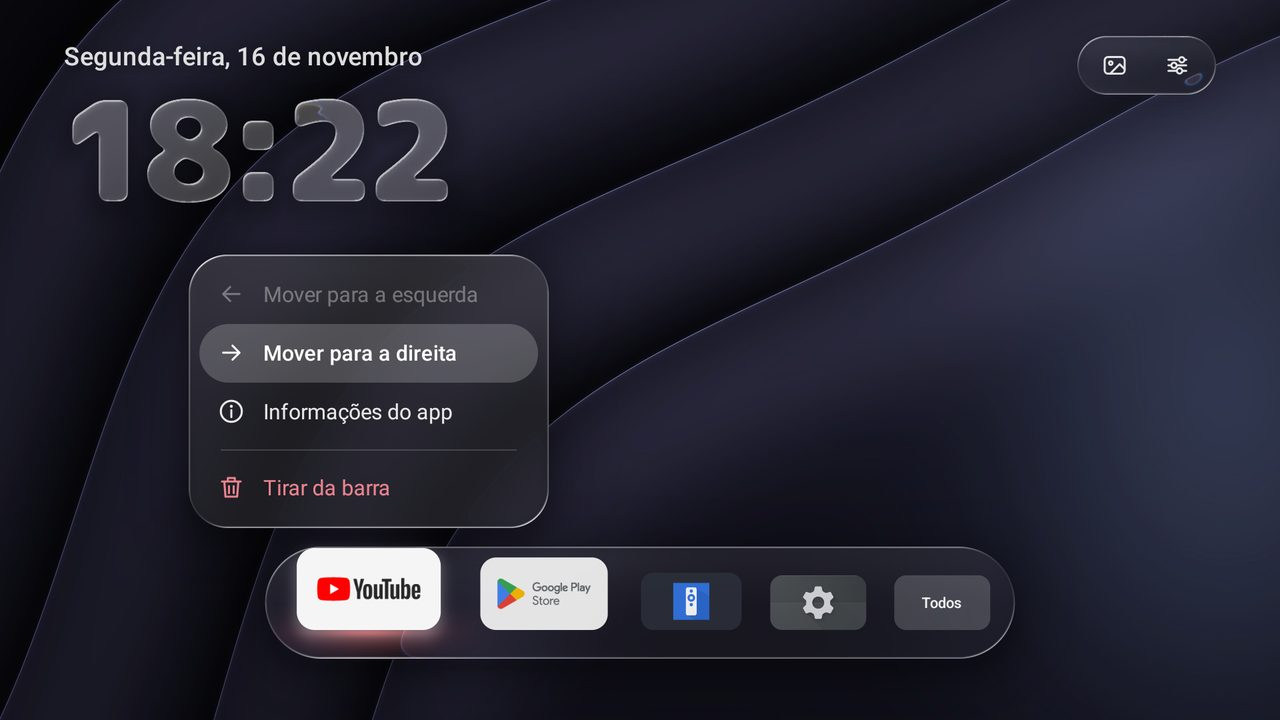 Segunda-feira, 16 de novembro
18:22
Mover para a esquerda
Mover para a direita
Informações do app
Tirar da barra
YouTube
Google Play
Store
Todos